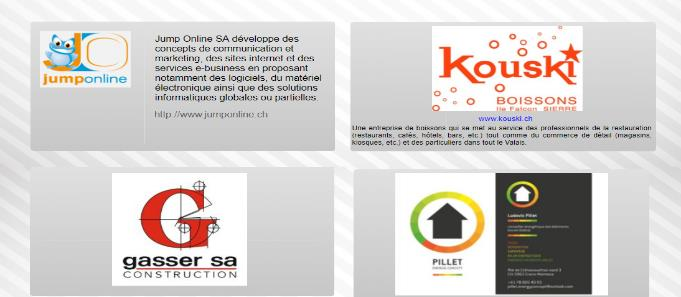 jumponline
Jump Online SA développe des
concepts de communication et
marketing, des sites internet et des
services e-business en proposant
notamment des logiciels, du matériel
électronique ainsi que des solutions
informatiques globales ou partielles.
http://www.jumponline.ch
Kouski
BOISSONS
Ile Falcon SIERRE
www.kouski.ch
Une entreprise de boissons qui se met au service des professionnels de la restauration
(restaurants, cafés, hôtels, bars, etc.) tout comme du commerce de détail (magasins,
kiosques, etc.) et des particuliers dans tout le Valais.
G
gasser sa
CONSTRUCTION
PILLET
ENERGIE-CONCEPT
Ludovic Pillet